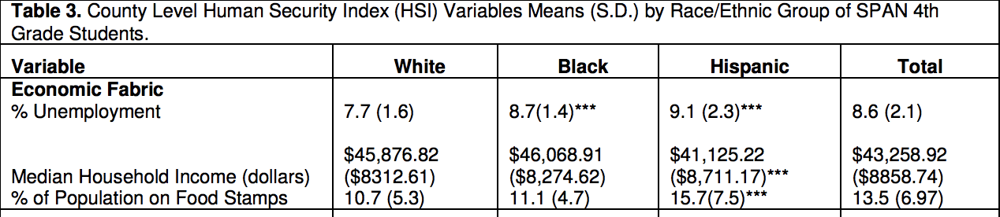 Table 3. County Level Human Security Index (HSI) Variables Means (S.D.) by Race/Ethnic Group of SPAN 4th
Grade Students.
Variable White Black Hispanic Total
Economic Fabric
% Unemployment 7.7 (1.6) 8.7(1.4)*** 9.1 (2.3)*** 8.6 (2.1)
$45,876.82 $46,068.91 $41,125.22 $43,258.92
Median Household Income (dollars) ($8312.61) ($8,274.62) ($8,711.17)*** ($8858.74)
% of Population on Food Stamps 10.7 (5.3) 11.1 (4.7) 15.7(7.5)*** 13.5 (6.97)